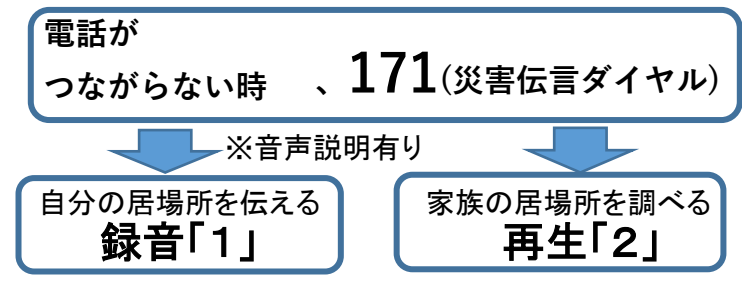 電話が
つながらない時 、171(災害伝言ダイヤル)
※音声説明有り
自分の居場所を伝える
録音｢１｣
家族の居場所を調べる
再生｢２｣